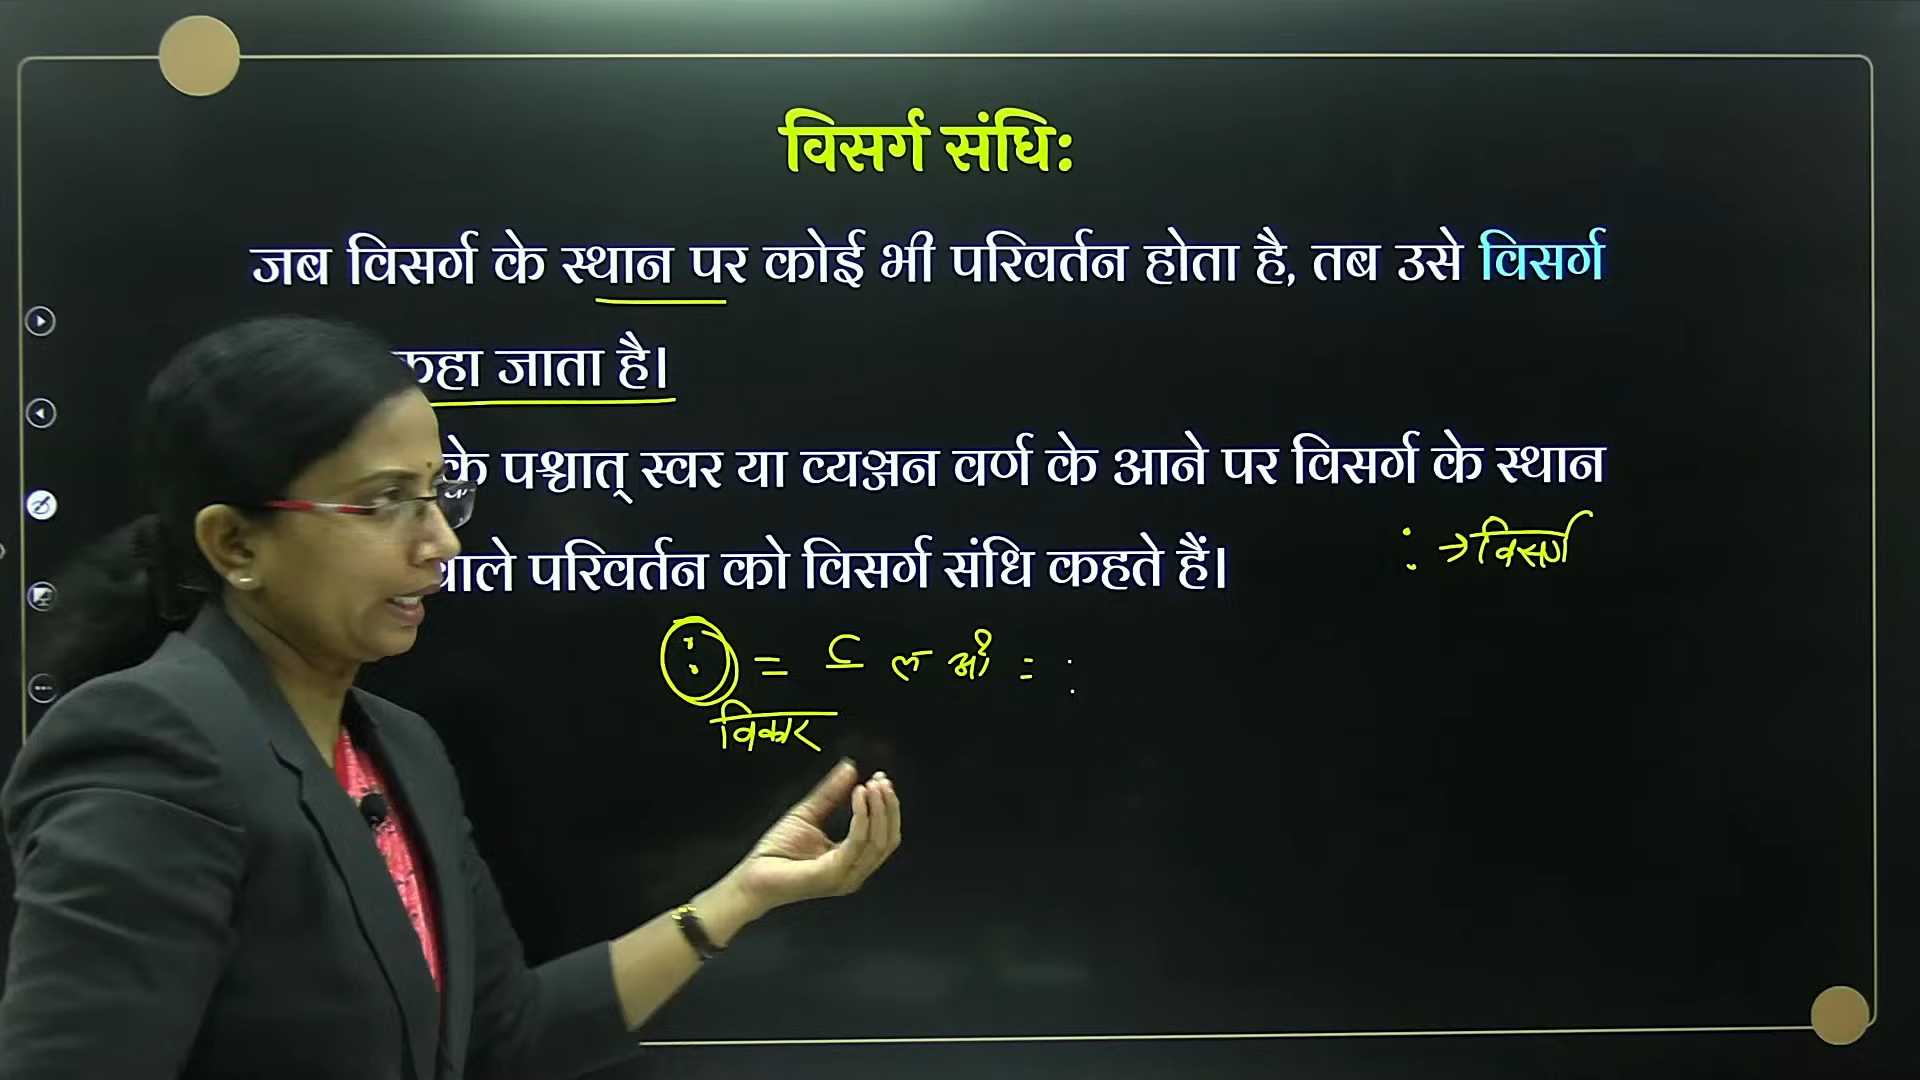 विसर्ग संधि:
जब विसर्ग के स्थान पर कोई भी परिवर्तन होता है, तब उसे विसर्ग
कहा जाता है।
के पश्चात् स्वर या व्यञ्जन वर्ण के आने पर विसर्ग के स्थान
वाले परिवर्तन को विसर्ग संधि कहते हैं।
: → विसर्ग
: =
विकार